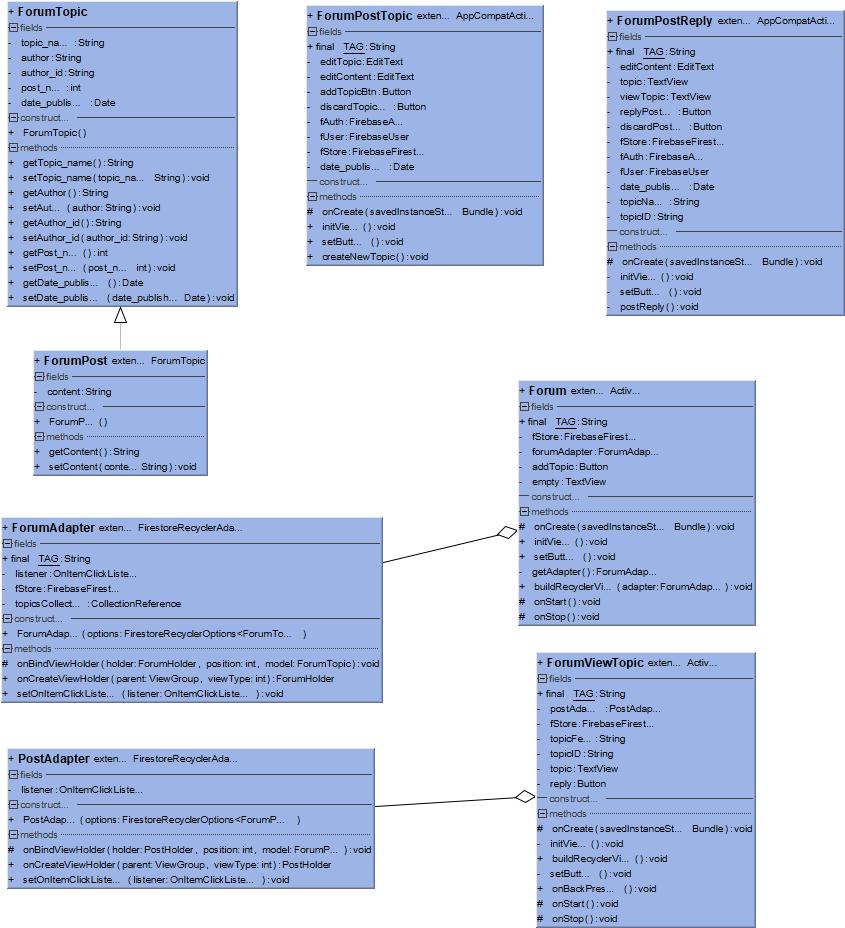 + ForumTopic
fields
- topic_na... : String
- author : String
- author_id : String
- post_n... : int
- date_publis... : Date
construct...
+ ForumTopic ( )
methods
+ getTopic_name ( ) : String
+ setTopic_name ( topic_na... String ) : void
+ getAuthor ( ) : String
+ setAut... ( author : String ) : void
+ getAuthor_id ( ) : String
+ setAuthor_id ( author_id : String ) : void
+ getPost_n... ( ) : int
+ setPost_n... ( post_n... int ) : void
+ getDate_publis... ( ) : Date
+ setDate_publis... ( date_publish... Date ) : void
+ ForumPostTopic exten... AppCompatActi...
fields
+ final TAG : String
- editTopic : EditText
- editContent : EditText
- addTopicBtn : Button
- discardTopic... : Button
- fAuth : FirebaseA...
- fUser : FirebaseUser
- fStore : FirebaseFirest...
- date_publis... : Date
construct...
methods
# onCreate ( savedInstanceSt... Bundle ) : void
+ initVie... ( ) : void
+ setButt... ( ) : void
+ createNewTopic ( ) : void
+ ForumPostReply exten... AppCompatActi...
fields
+ final TAG : String
- editContent : EditText
- topic : TextView
- viewTopic : TextView
- replyPost... : Button
- discardPost... : Button
- fStore : FirebaseFirest...
- fAuth : FirebaseA...
- fUser : FirebaseUser
- date_publis... : Date
- topicNa... : String
- topicID : String
construct...
methods
# onCreate ( savedInstanceSt... Bundle ) : void
- initVie... ( ) : void
- setButt... ( ) : void
- postReply ( ) : void
+ ForumPost exten... ForumTopic
fields
- content : String
construct...
+ ForumP... ( )
methods
+ getContent ( ) : String
+ setContent ( conte... String ) : void
+ Forum exten... Activ...
fields
+ final TAG : String
- fStore : FirebaseFirest...
- forumAdapter : ForumAdap...
- addTopic : Button
- empty : TextView
construct...
methods
# onCreate ( savedInstanceSt... Bundle ) : void
+ initVie... ( ) : void
+ setButt... ( ) : void
- getAdapter ( ) : ForumAdap...
+ buildRecyclerVi... ( adapter : ForumAdap... ) : void
# onStart ( ) : void
# onStop ( ) : void
+ ForumAdapter exten... FirestoreRecyclerAda...
fields
+ final TAG : String
- listener : OnItemClickListe...
- fStore : FirebaseFirest...
- topicsCollect... : CollectionReference
construct...
+ ForumAdap... ( options : FirestoreRecyclerOptions<ForumTo... )
methods
# onBindViewHolder ( holder : ForumHolder , position : int , model : ForumTopic ) : void
+ onCreateViewHolder ( parent : ViewGroup , viewType : int ) : ForumHolder
+ setOnItemClickListe... ( listener : OnItemClickListe... ) : void
+ ForumViewTopic exten... Activ...
fields
+ final TAG : String
- postAda... : PostAdap...
- fStore : FirebaseFirest...
- topicFe... : String
- topicID : String
- topic : TextView
- reply : Button
construct...
methods
# onCreate ( savedInstanceSt... Bundle ) : void
- initVie... ( ) : void
+ buildRecyclerVi... ( ) : void
- setButt... ( ) : void
+ onBackPres... ( ) : void
# onStart ( ) : void
# onStop ( ) : void
+ PostAdapter exten... FirestoreRecyclerAda...
fields
- listener : OnItemClickListe...
construct...
+ PostAdap... ( options : FirestoreRecyclerOptions<ForumP... )
methods
# onBindViewHolder ( holder : PostHolder , position : int , model : ForumP... ) : void
+ onCreateViewHolder ( parent : ViewGroup , viewType : int ) : PostHolder
+ setOnItemClickListe... ( listener : OnItemClickListe... ) : void